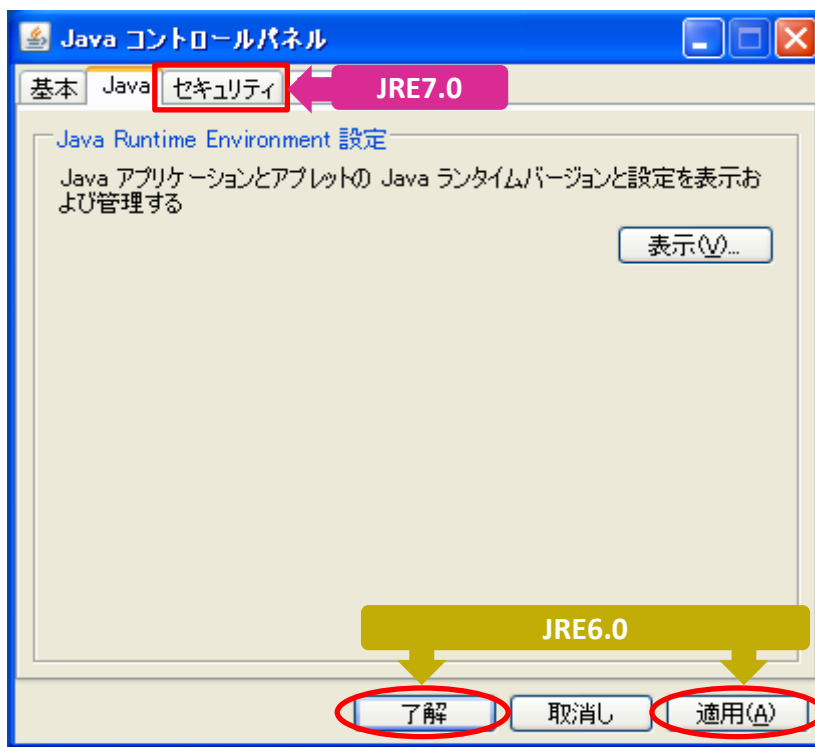 Java コントロールパネル
基本 Java セキュリティ JRE7.0
Java Runtime Environment 設定
Java アプリケーションとアプレットの Java ランタイムバージョンと設定を表示お
よび管理する
表示(V)...
JRE6.0
了解 取消し 適用(A)